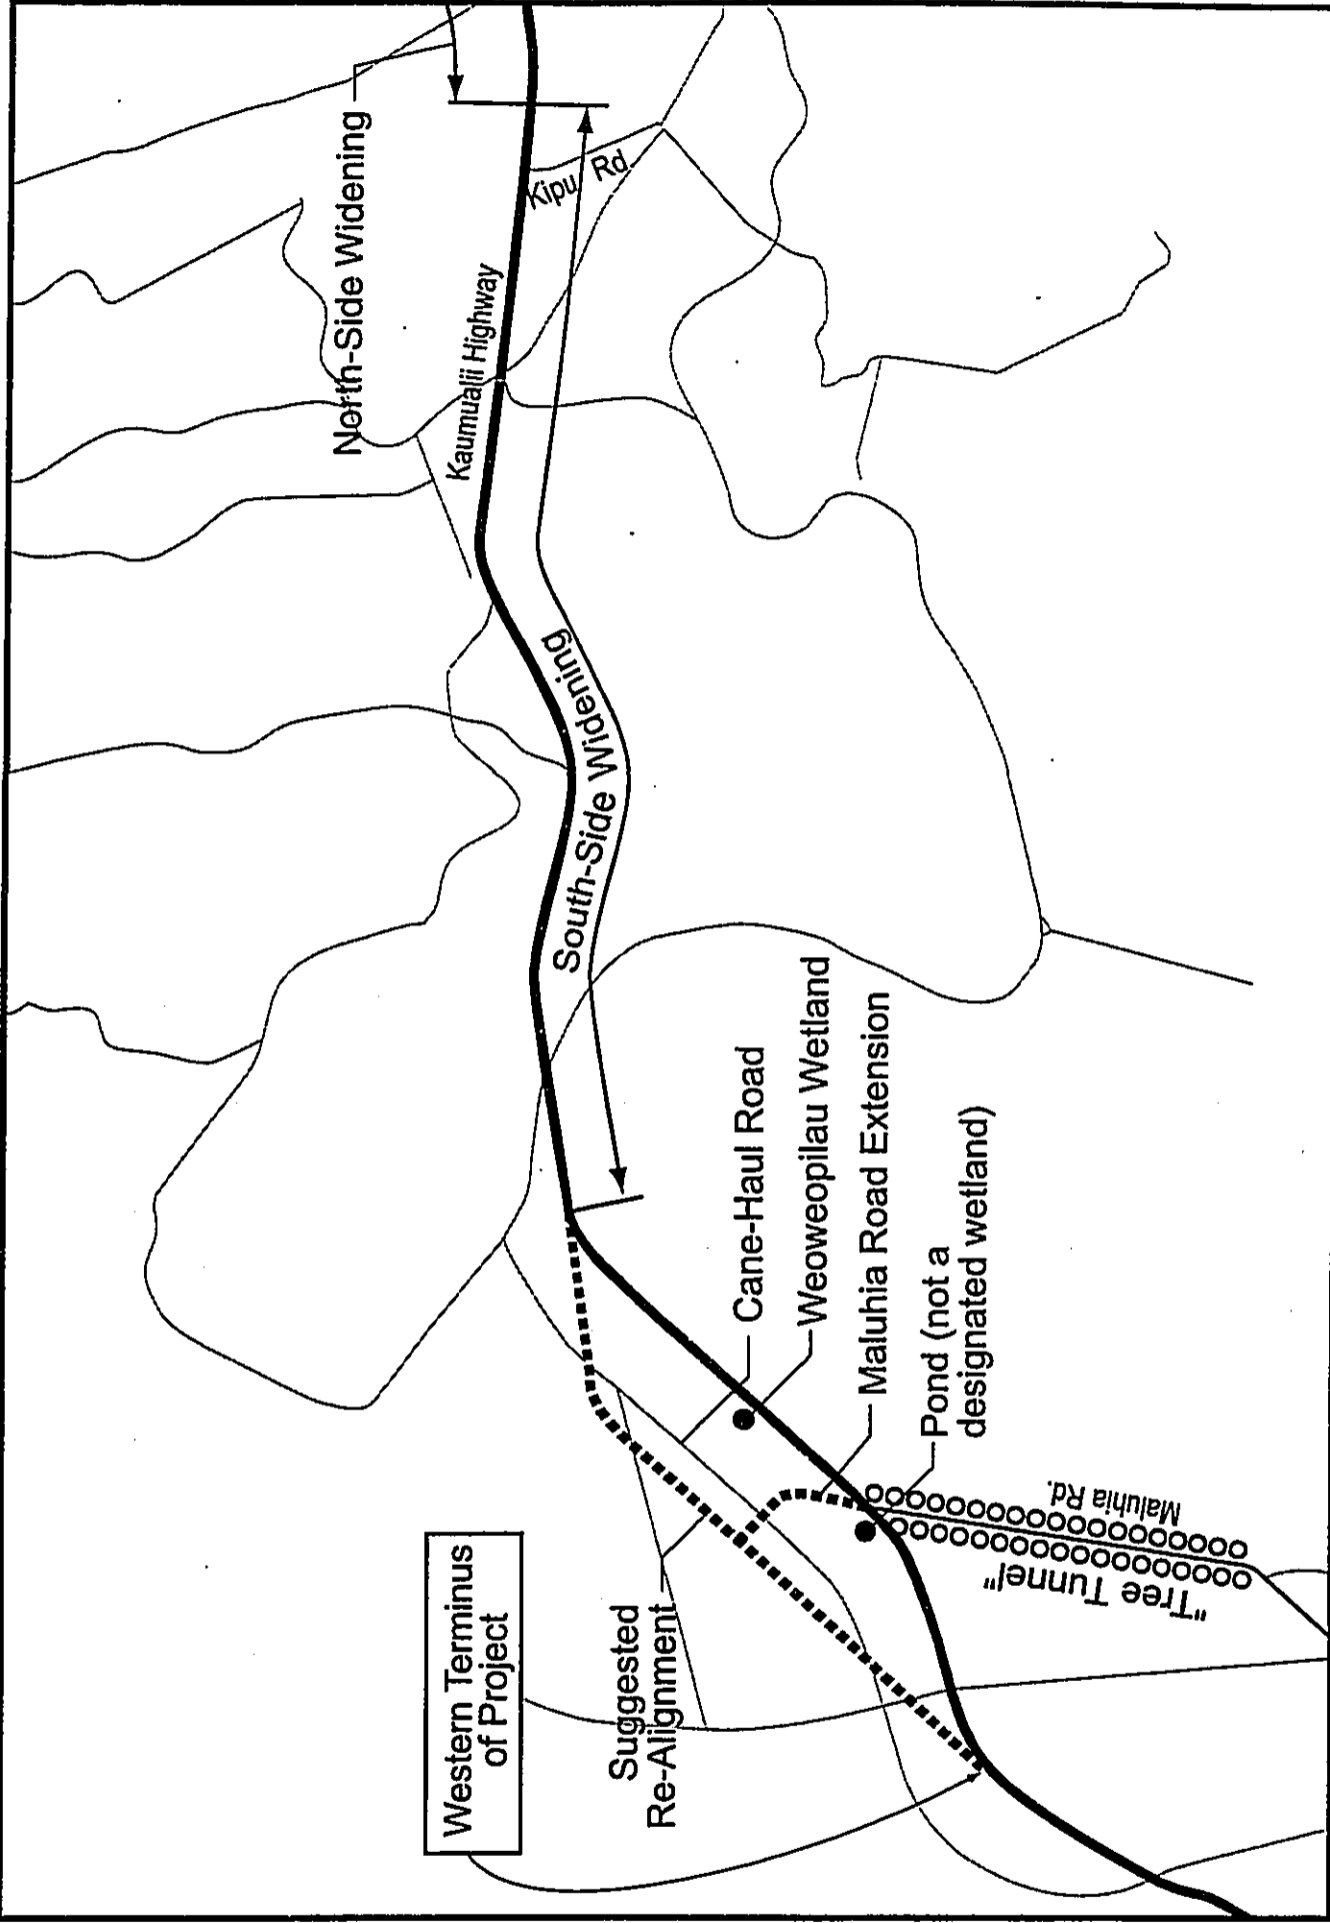 North-Side Widening
Kaumualii Highway
Kipu Rd
South-Side Widening
Cane-Haul Road
Weoweopilau Wetland
Maluhia Road Extension
Pond (not a
designated wetland)
Maluhia Rd.
"Tree Tunnel"
Suggested
Re-Alignment
Western Terminus
of Project